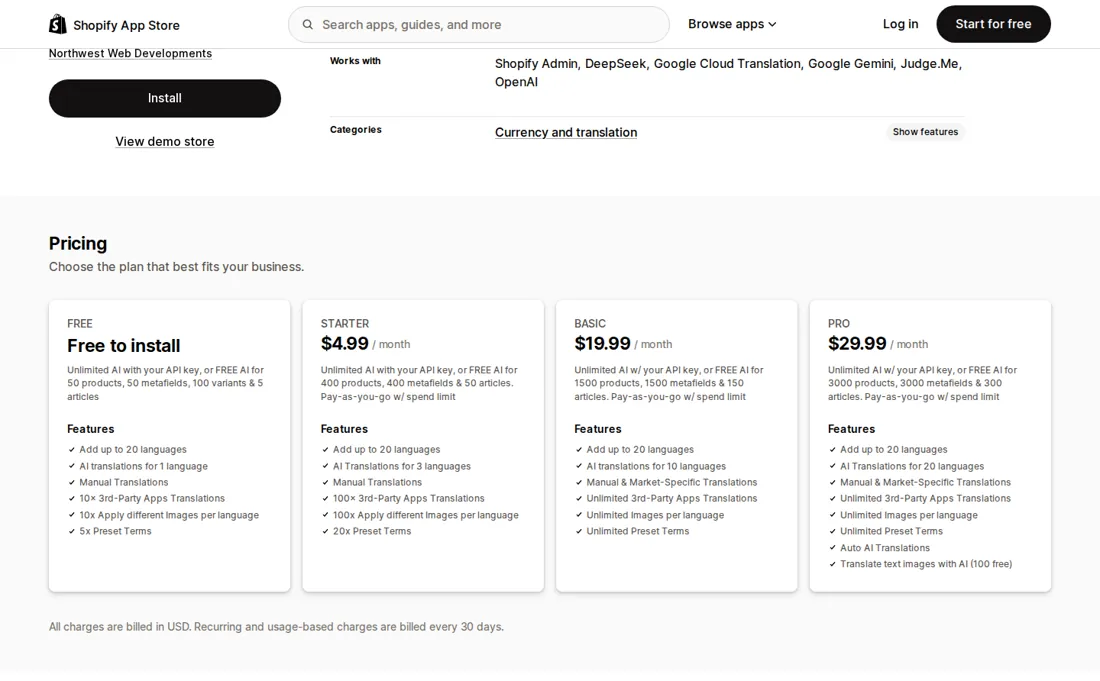 Shopify App Store
Search apps, guides, and more
Browse apps
Log in
Start for free
Northwest Web Developments
Install
View demo store
Works with
Shopify Admin, DeepSeek, Google Cloud Translation, Google Gemini, Judge.Me,
OpenAI
Categories
Currency and translation
Show features
Pricing
Choose the plan that best fits your business.
FREE
Free to install
Unlimited AI with your API key, or FREE AI for
50 products, 50 metafields, 100 variants & 5
articles
Features
Add up to 20 languages
AI translations for 1 language
Manual Translations
10× 3rd-Party Apps Translations
10x Apply different Images per language
5x Preset Terms
STARTER
$4.99 / month
Unlimited AI with your API key, or FREE AI for
400 products, 400 metafields & 50 articles.
Pay-as-you-go w/ spend limit
Features
Add up to 20 languages
AI Translations for 3 languages
Manual Translations
100× 3rd-Party Apps Translations
100x Apply different Images per language
20x Preset Terms
BASIC
$19.99 / month
Unlimited AI w/ your API key, or FREE AI for
1500 products, 1500 metafields & 150
articles. Pay-as-you-go w/ spend limit
Features
Add up to 20 languages
AI translations for 10 languages
Manual & Market-Specific Translations
Unlimited 3rd-Party Apps Translations
Unlimited Images per language
Unlimited Preset Terms
PRO
$29.99 / month
Unlimited AI w/ your API key, or FREE AI for
3000 products, 3000 metafields & 300
articles. Pay-as-you-go w/ spend limit
Features
Add up to 20 languages
AI Translations for 20 languages
Manual & Market-Specific Translations
Unlimited 3rd-Party Apps Translations
Unlimited Images per language
Unlimited Preset Terms
Auto AI Translations
Translate text images with AI (100 free)
All charges are billed in USD. Recurring and usage-based charges are billed every 30 days.